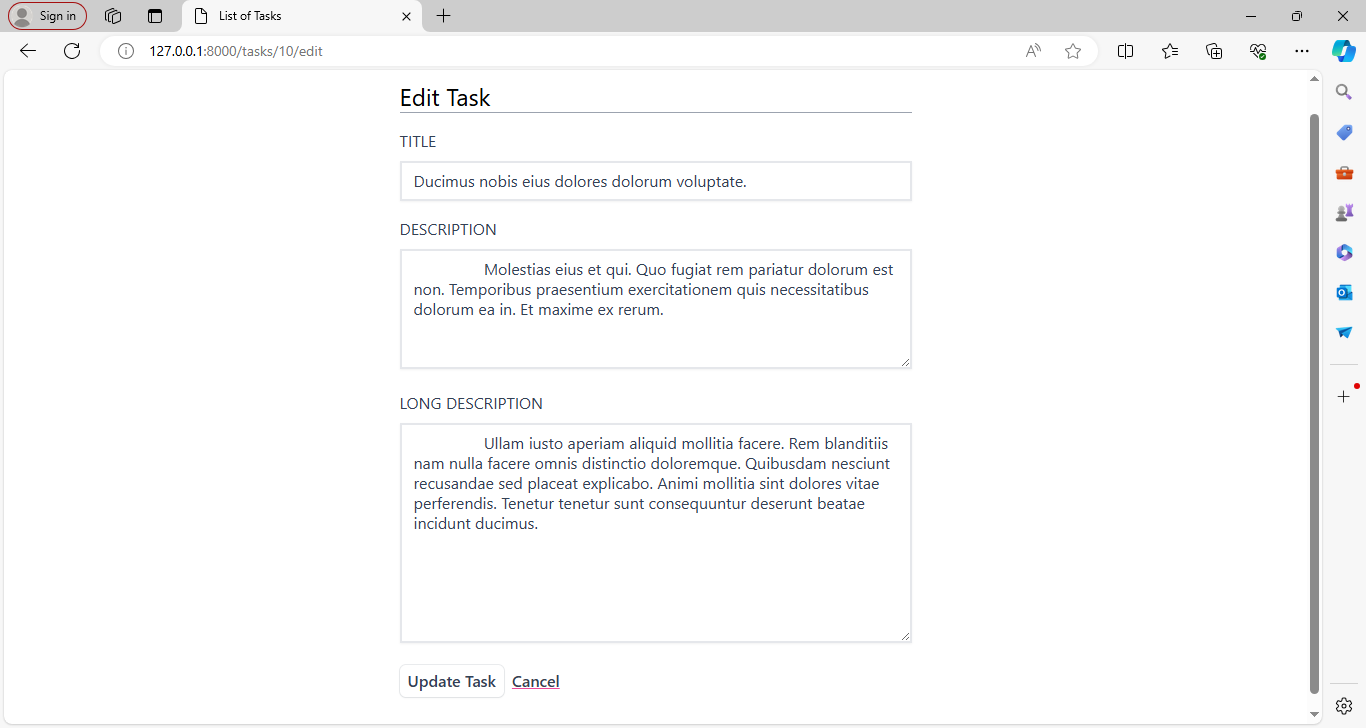 Sign in
List of Tasks
127.0.0.1:8000/tasks/10/edit
Edit Task
TITLE
Ducimus nobis eius dolores dolorum voluptate.
DESCRIPTION
Molestias eius et qui. Quo fugiat rem pariatur dolorum est
non. Temporibus praesentium exercitationem quis necessitatibus
dolorum ea in. Et maxime ex rerum.
LONG DESCRIPTION
Ullam iusto aperiam aliquid mollitia facere. Rem blanditiis
nam nulla facere omnis distinctio doloremque. Quibusdam nesciunt
recusandae sed placeat explicabo. Animi mollitia sint dolores vitae
perferendis. Tenetur tenetur sunt consequuntur deserunt beatae
incidunt ducimus.
Update Task Cancel